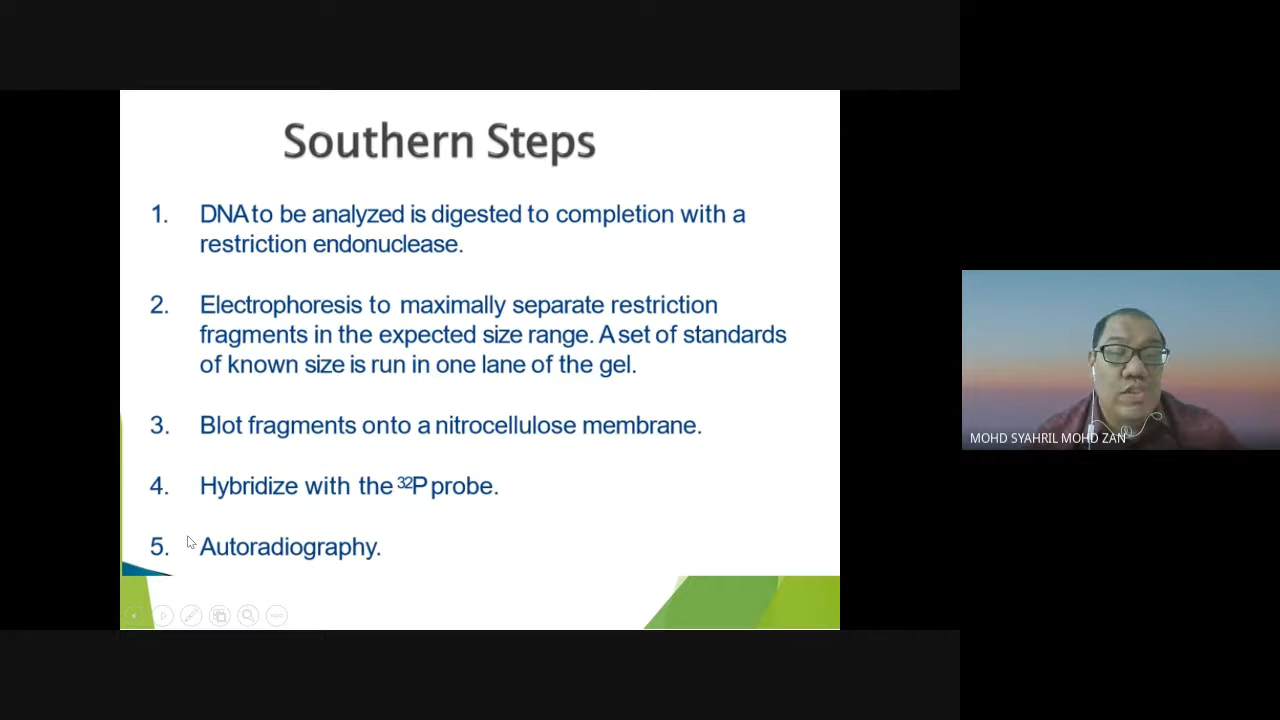 Southern Steps
1. DNA to be analyzed is digested to completion with a
restriction endonuclease.
2. Electrophoresis to maximally separate restriction
fragments in the expected size range. A set of standards
of known size is run in one lane of the gel.
3. Blot fragments onto a nitrocellulose membrane.
4. Hybridize with the ³²P probe.
5. Autoradiography.
MOHD SYAHRIL MOHD ZAN